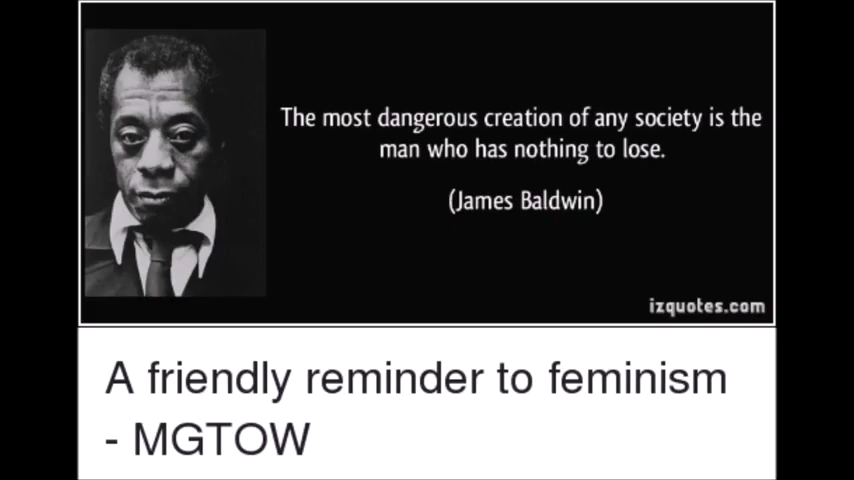 The most dangerous creation of any society is the
man who has nothing to lose.
(James Baldwin)
izquotes.com
A friendly reminder to feminism
- MGTOW